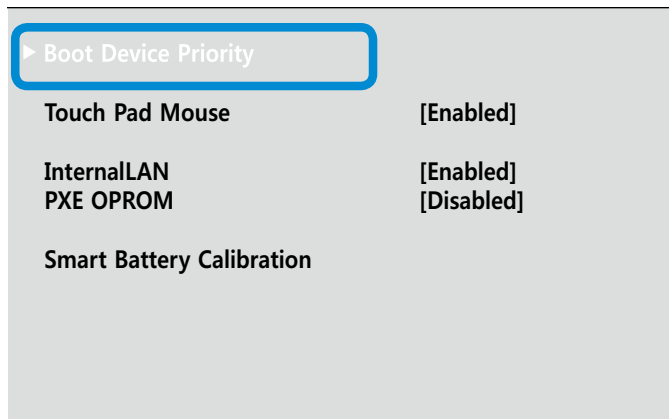 Boot Device Priority
Touch Pad Mouse [Enabled]
InternalLAN [Enabled]
PXE OPROM [Disabled]
Smart Battery Calibration